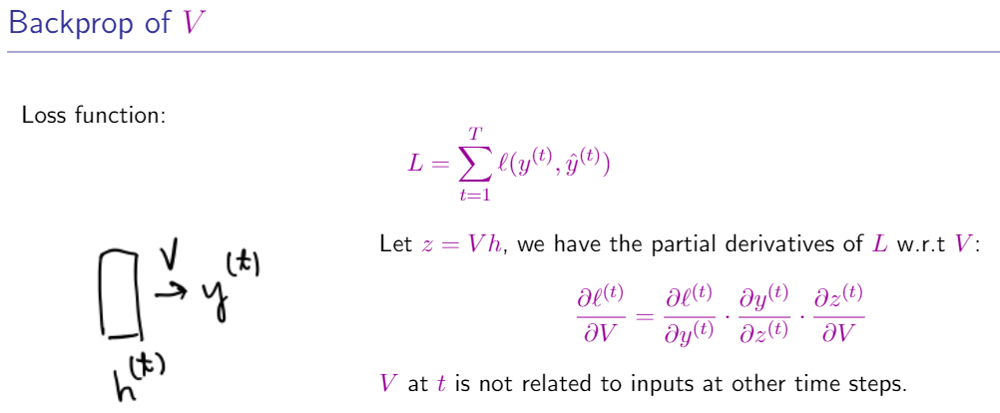 Backprop of V
Loss function:
L = \sum_{t=1}^{T} \ell(y^{(t)}, \hat{y}^{(t)})
Let z = Vh, we have the partial derivatives of L w.r.t V:
\frac{\partial \ell^{(t)}}{\partial V} = \frac{\partial \ell^{(t)}}{\partial y^{(t)}} \cdot \frac{\partial y^{(t)}}{\partial z^{(t)}} \cdot \frac{\partial z^{(t)}}{\partial V}
V at t is not related to inputs at other time steps.
V
→ y^{(t)}
h^{(t)}